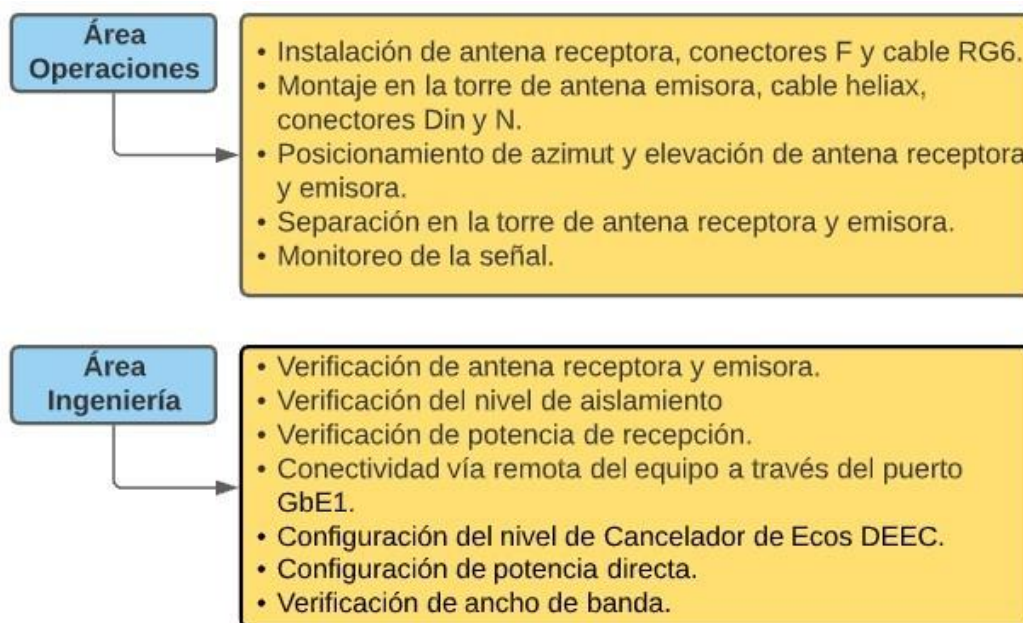 Área
Operaciones
• Instalación de antena receptora, conectores F y cable RG6.
• Montaje en la torre de antena emisora, cable heliax,
conectores Din y N.
• Posicionamiento de azimut y elevación de antena receptora
y emisora.
• Separación en la torre de antena receptora y emisora.
• Monitoreo de la señal.
Área
Ingeniería
• Verificación de antena receptora y emisora.
• Verificación del nivel de aislamiento
• Verificación de potencia de recepción.
• Conectividad vía remota del equipo a través del puerto
GbE1.
• Configuración del nivel de Cancelador de Ecos DEEC.
• Configuración de potencia directa.
• Verificación de ancho de banda.